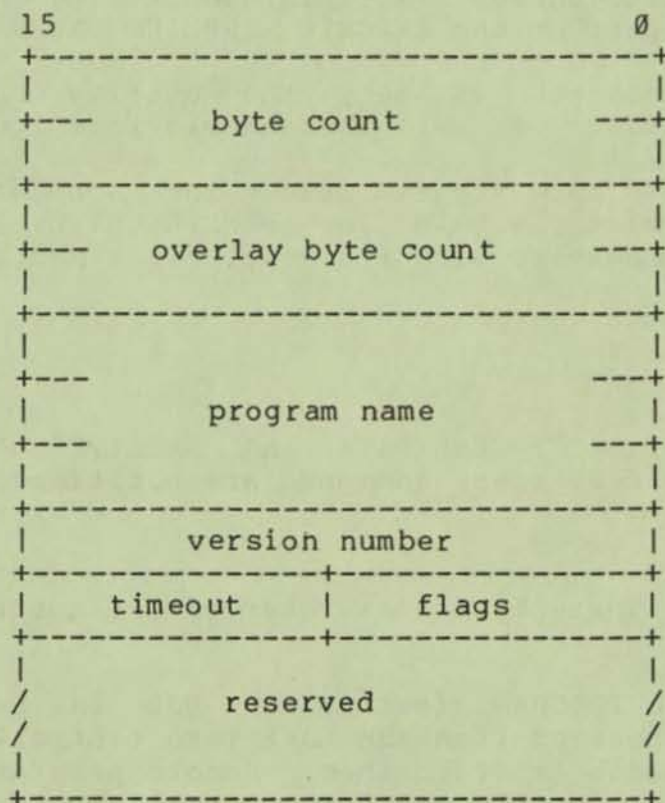 15 0
byte count
overlay byte count
program name
version number
timeout | flags
reserved